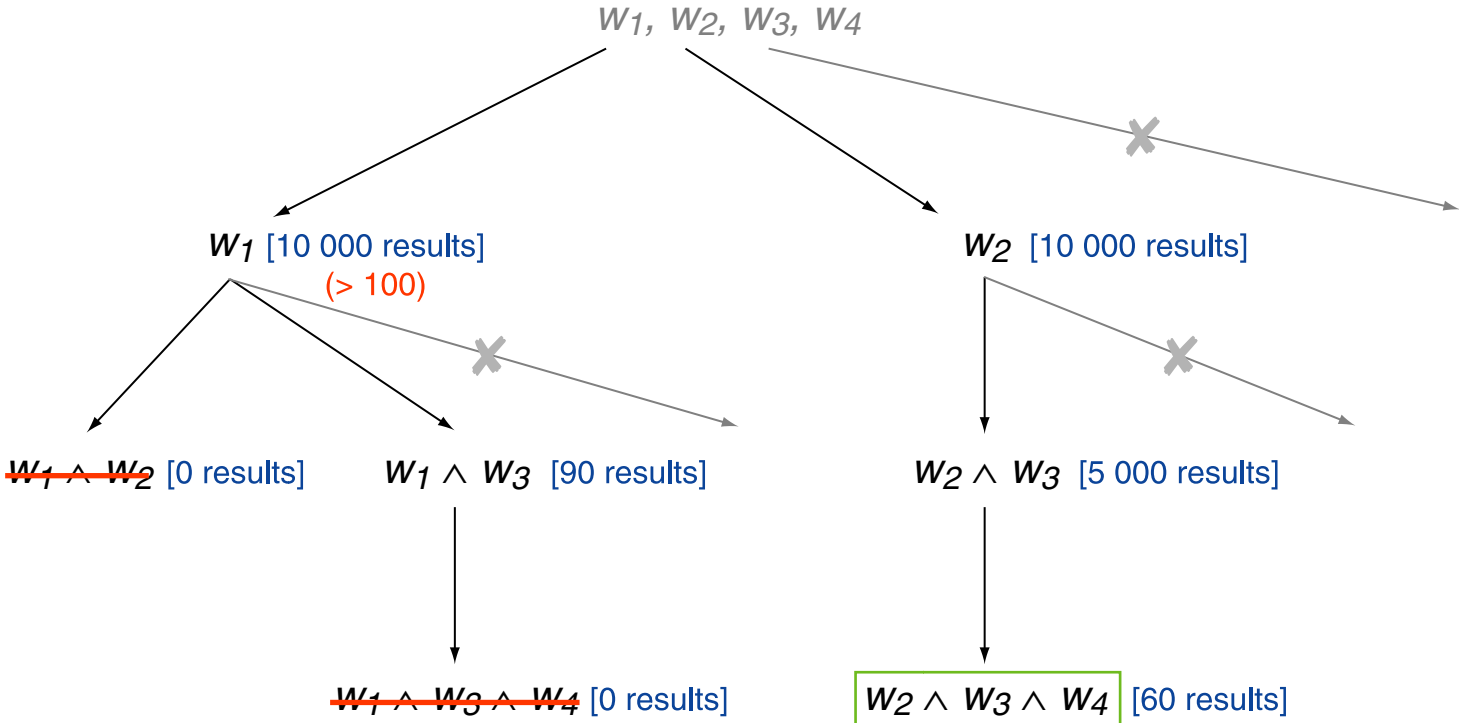 w1, w2, w3, w4
w1 [10 000 results] w2 [10 000 results]
(> 100)
w1 ∧ w2 [0 results] w1 ∧ w3 [90 results] w2 ∧ w3 [5 000 results]
w1 ∧ w3 ∧ w4 [0 results] w2 ∧ w3 ∧ w4 [60 results]